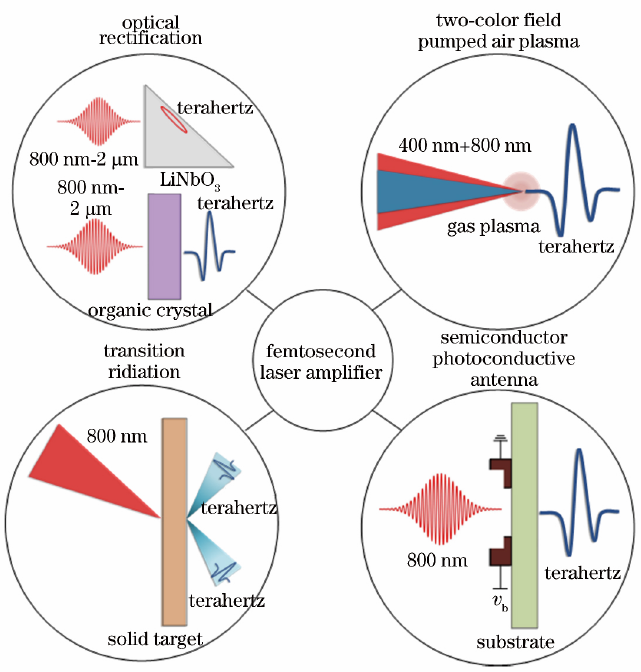 optical
rectification
terahertz
800 nm-2 μm
LiNbO3
800 nm-
2 μm
terahertz
organic crystal
two-color field
pumped air plasma
400 nm+800 nm
gas plasma
terahertz
femtosecond
laser amplifier
transition
ridiation
800 nm
terahertz
terahertz
solid target
semiconductor
photoconductive
antenna
800 nm
vb
terahertz
substrate